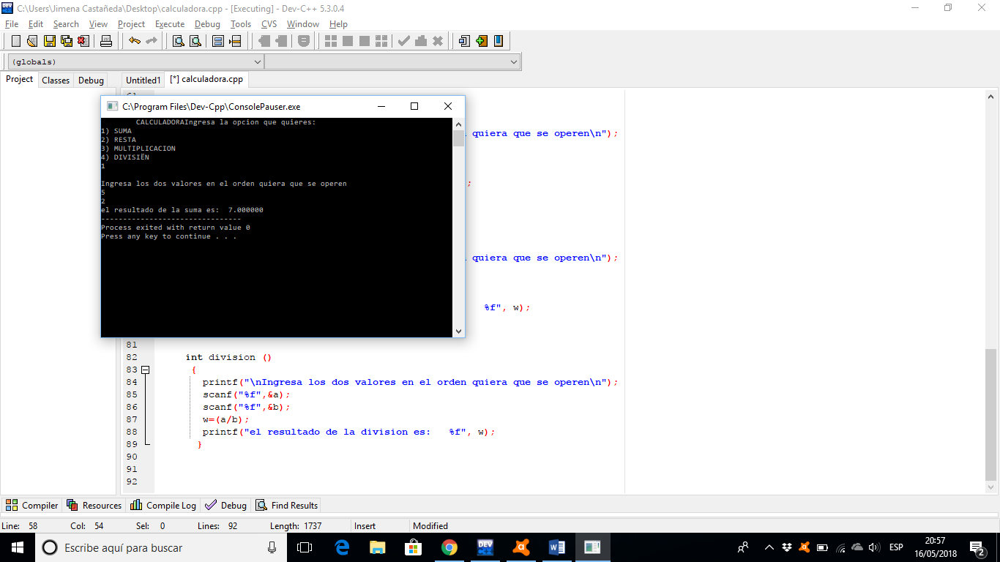 C:\Users\Jimena Castañeda\Desktop\calculadora.cpp - [Executing] - Dev-C++ 5.3.0.4
File Edit Search View Project Execute Debug Tools CVS Window Help
(globals)
Project Classes Debug
Untitled1 [*] calculadora.cpp
C:\Program Files\Dev-Cpp\ConsolePauser.exe
CALCULADORAIngresa la opcion que quieres:
1) SUMA
2) RESTA
3) MULTIPLICACION
4) DIVISIËN
1
Ingresa los dos valores en el orden quiera que se operen
5
2
el resultado de la suma es:  7.000000
--------------------------------
Process exited with return value 0
Press any key to continue . . .
quiera que se operen\n");
;
quiera que se operen\n");
%f", w);
81
82 int division ()
83 {
84 printf("\nIngresa los dos valores en el orden quiera que se operen\n");
85 scanf("%f",&a);
86 scanf("%f",&b);
87 w=(a/b);
88 printf("el resultado de la division es:   %f", w);
89 }
90
91
92
Compiler Resources Compile Log Debug Find Results
Line: 58 Col: 54 Sel: 0 Lines: 92 Length: 1737 Insert Modified
Escribe aquí para buscar
ESP
20:57
16/05/2018
2